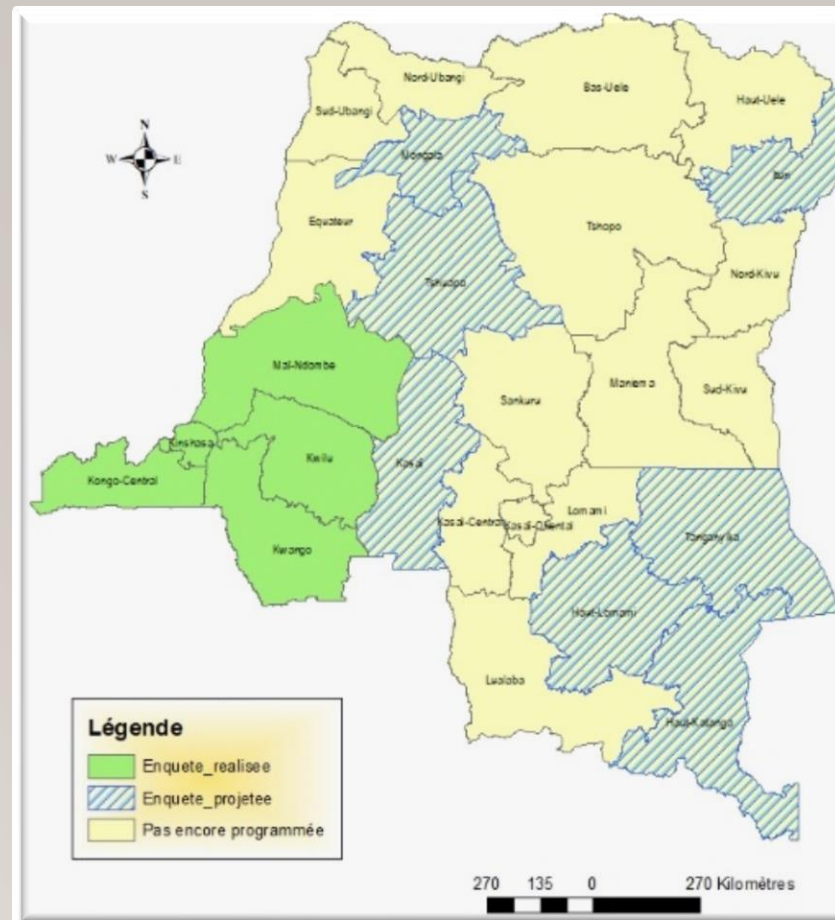 Nord-Ubangi
Bas-Uele
Haut-Uele
Sud-Ubangi
N
W E
S
Mongala
Ituri
Equateur
Tshopo
Tshuapa
Nord-Kivu
Mai-Ndombe
Maniema
Sud-Kivu
Sankuru
Kinshasa
Kwilu
Kasai
Kongo-Central
Kasai-Central
Kasai-Oriental
Lomami
Tanganyika
Kwango
Haut-Lomami
Lualaba
Haut-Katanga
Légende
Enquete_realisee
Enquete_projetee
Pas encore programmée
270 135 0 270 Kilomètres